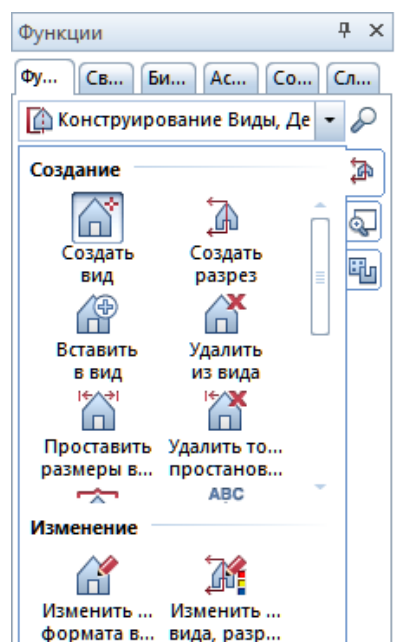 Функции
Фу... Св... Би... Ас... Со... Сл...
Конструирование Виды, Де
Создание
Создать вид
Создать разрез
Вставить в вид
Удалить из вида
Проставить размеры в...
Удалить то... простанов...
ABC
Изменение
Изменить ... формата в...
Изменить ... вида, разр...